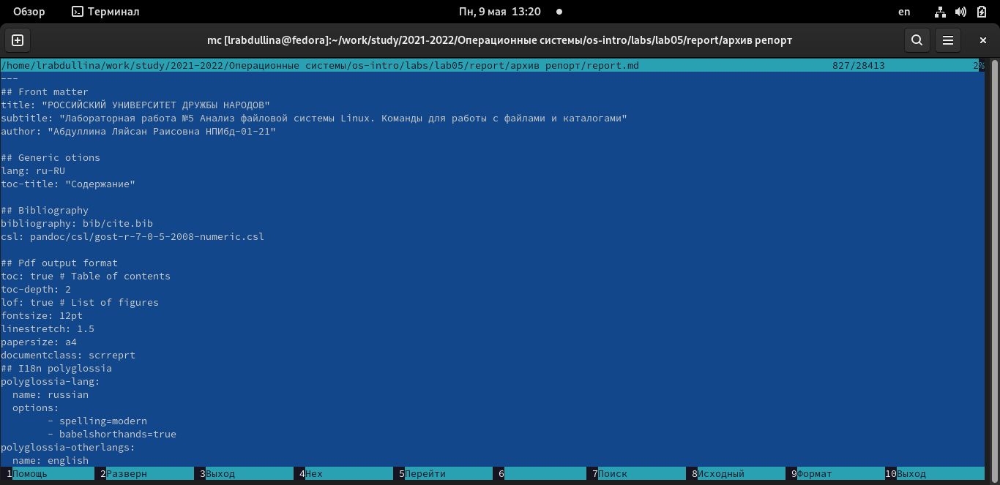 Обзор Терминал Пн, 9 мая 13:20 en
mc [lrabdullina@fedora]:~/work/study/2021-2022/Операционные системы/os-intro/labs/lab05/report/архив репорт
/home/lrabdullina/work/study/2021-2022/Операционные системы/os-intro/labs/lab05/report/архив репорт/report.md 827/28413 2%
---
## Front matter
title: "РОССИЙСКИЙ УНИВЕРСИТЕТ ДРУЖБЫ НАРОДОВ"
subtitle: "Лабораторная работа №5 Анализ файловой системы Linux. Команды для работы с файлами и каталогами"
author: "Абдуллина Ляйсан Раисовна НПИбд-01-21"
## Generic otions
lang: ru-RU
toc-title: "Содержание"
## Bibliography
bibliography: bib/cite.bib
csl: pandoc/csl/gost-r-7-0-5-2008-numeric.csl
## Pdf output format
toc: true # Table of contents
toc-depth: 2
lof: true # List of figures
fontsize: 12pt
linestretch: 1.5
papersize: a4
documentclass: scrreprt
## I18n polyglossia
polyglossia-lang:
  name: russian
  options:
        - spelling=modern
        - babelshorthands=true
polyglossia-otherlangs:
  name: english
1Помощь 2Разверн 3Выход 4Hex 5Перейти 6 7Поиск 8Исходный 9Формат 10Выход